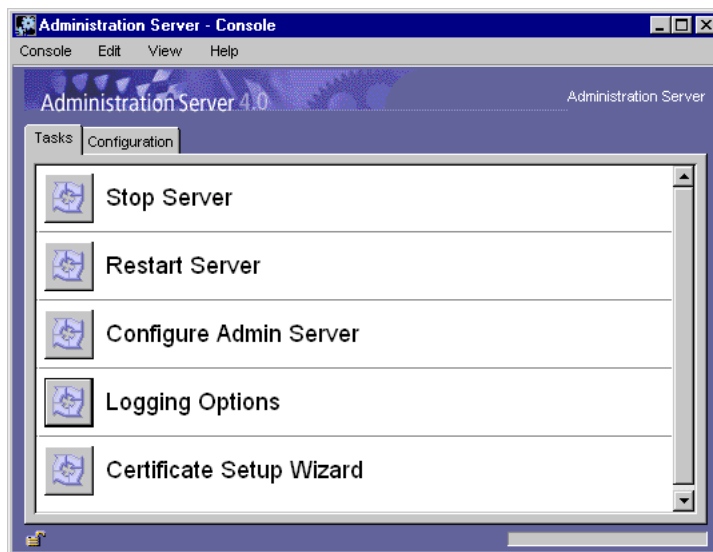 Administration Server - Console
Console Edit View Help
Administration Server 4.0 Administration Server
Tasks Configuration
Stop Server
Restart Server
Configure Admin Server
Logging Options
Certificate Setup Wizard